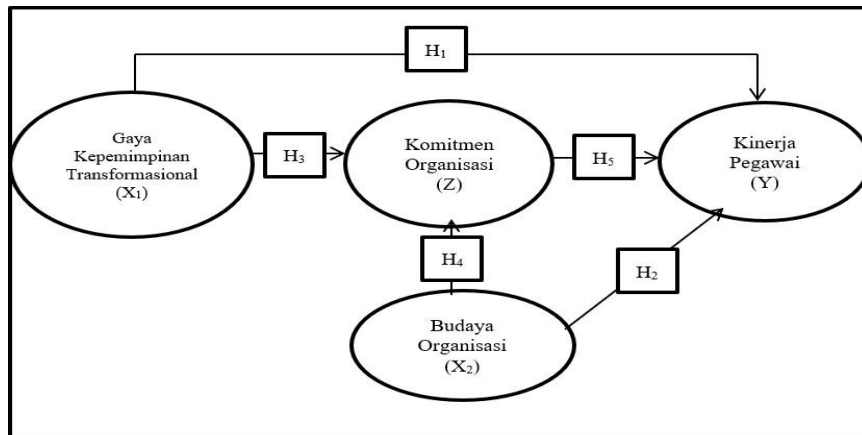 H₁
Gaya
Kepemimpinan
Transformasional
(X₁)
H₃
Komitmen
Organisasi
(Z)
H₅
Kinerja
Pegawai
(Y)
H₄
H₂
Budaya
Organisasi
(X₂)